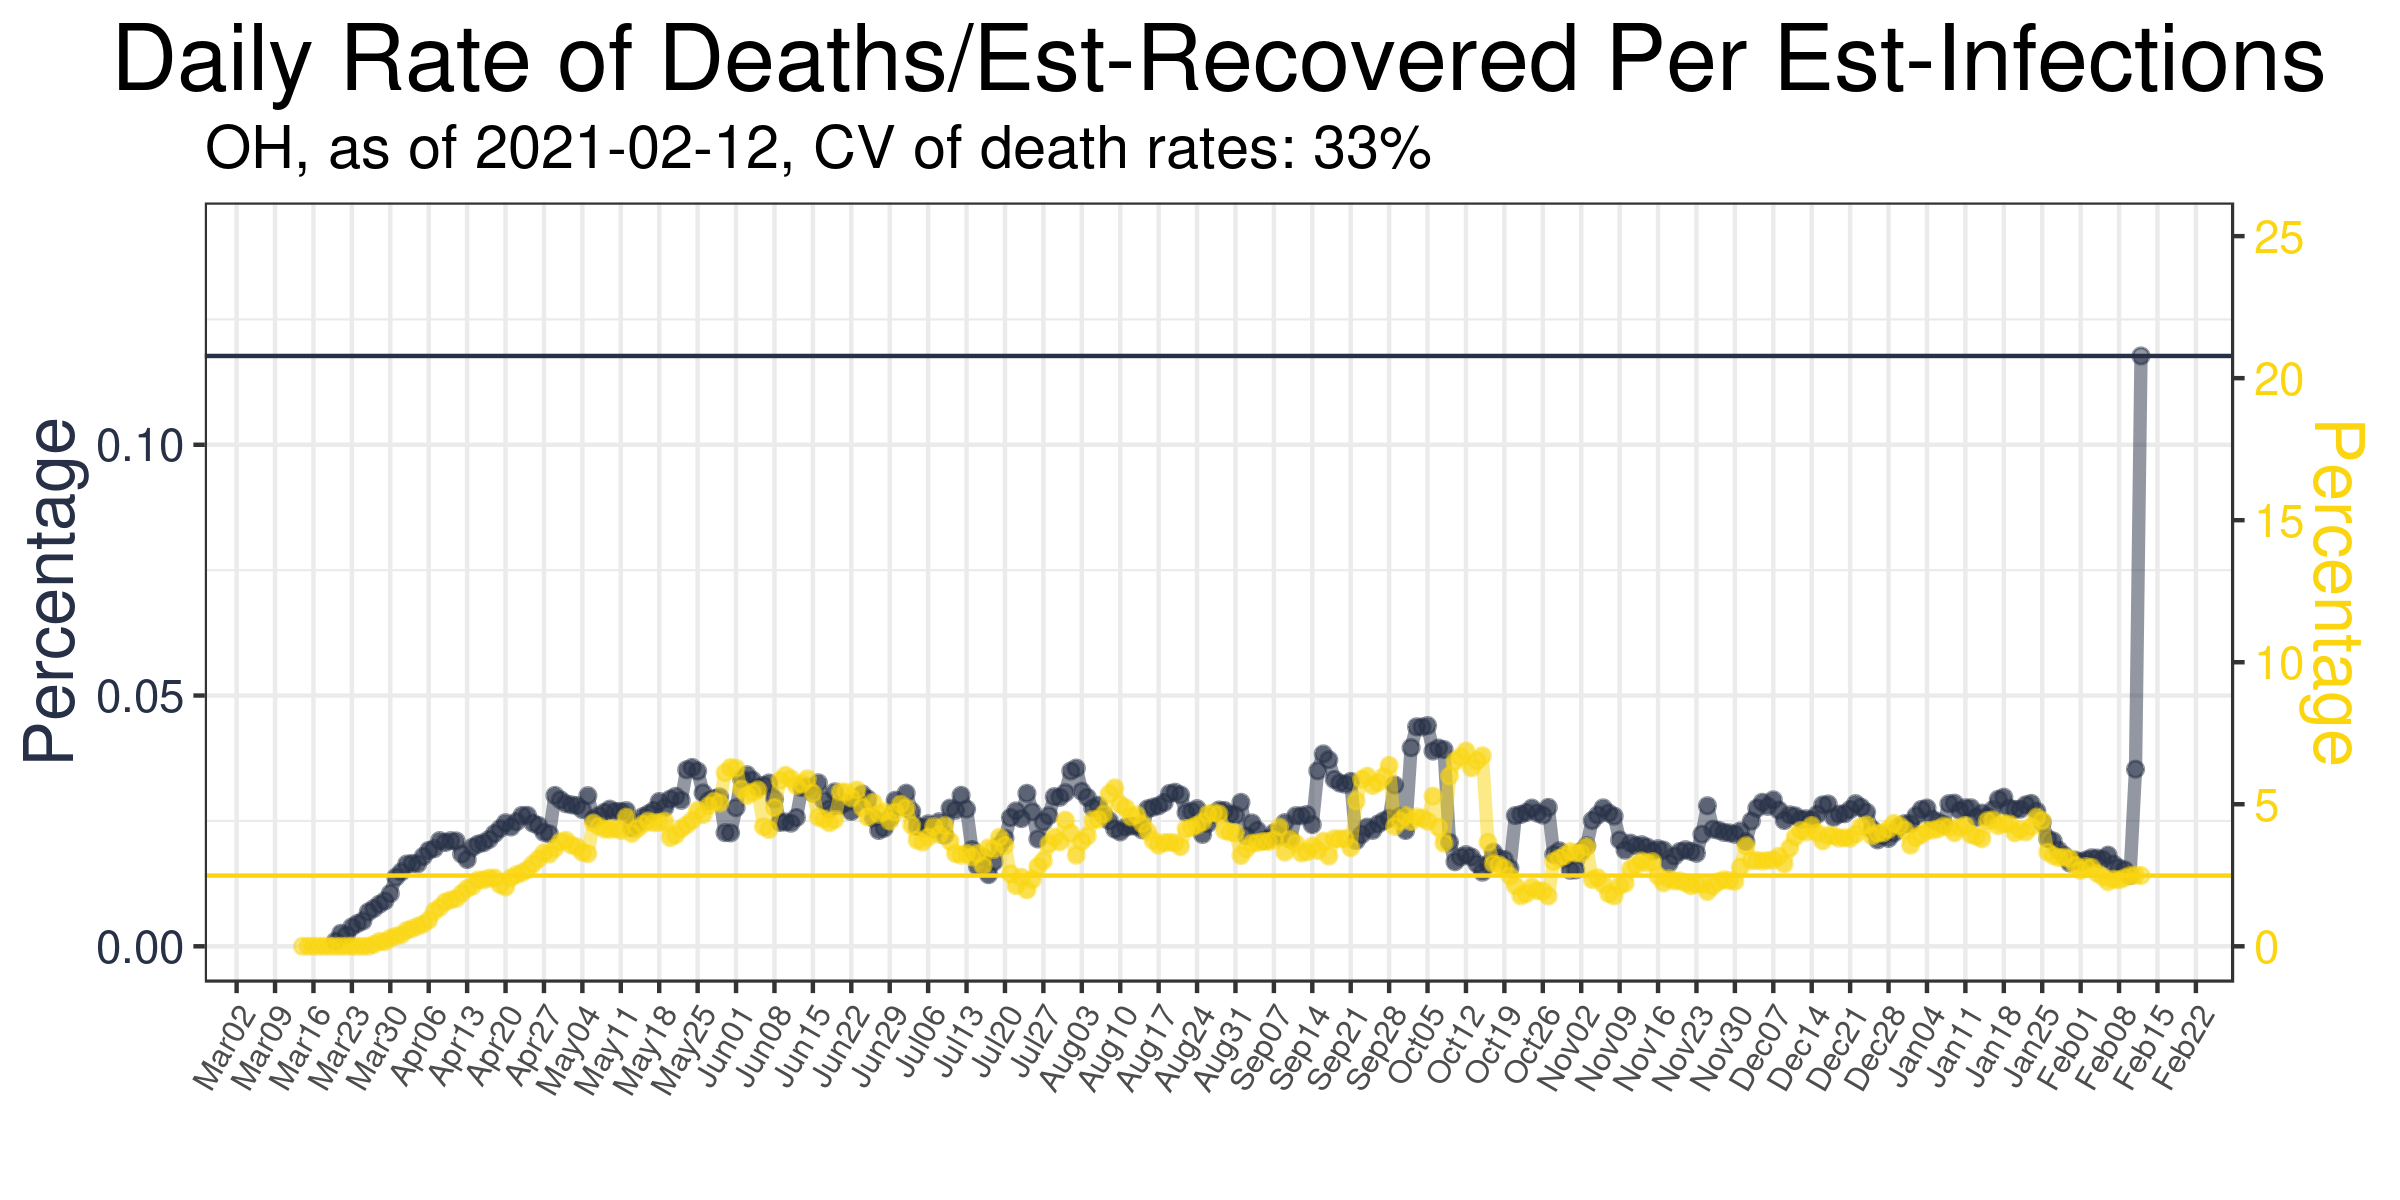 Daily Rate of Deaths/Est-Recovered Per Est-Infections
OH, as of 2021-02-12, CV of death rates: 33%
Percentage
0.10
0.05
0.00
25
20
15
10
5
0
Percentage
Mar02
Mar09
Mar16
Mar23
Mar30
Apr06
Apr13
Apr20
Apr27
May04
May11
May18
May25
Jun01
Jun08
Jun15
Jun22
Jun29
Jul06
Jul13
Jul20
Jul27
Aug03
Aug10
Aug17
Aug24
Aug31
Sep07
Sep14
Sep21
Sep28
Oct05
Oct12
Oct19
Oct26
Nov02
Nov09
Nov16
Nov23
Nov30
Dec07
Dec14
Dec21
Dec28
Jan04
Jan11
Jan18
Jan25
Feb01
Feb08
Feb15
Feb22